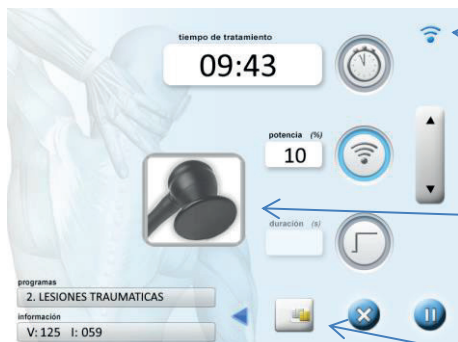 tiempo de tratamiento
09:43
potencia (%)
10
duración (s)
programas
2. LESIONES TRAUMATICAS
información
V: 125 I: 059